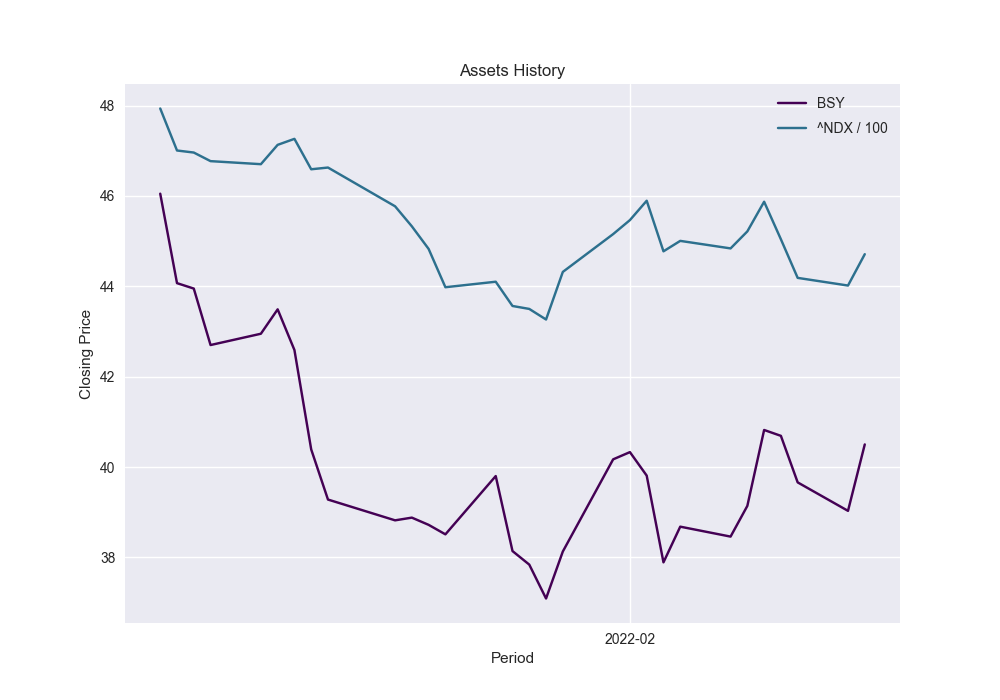 Assets History
BSY
^NDX / 100
48
46
44
42
40
38
Closing Price
2022-02
Period